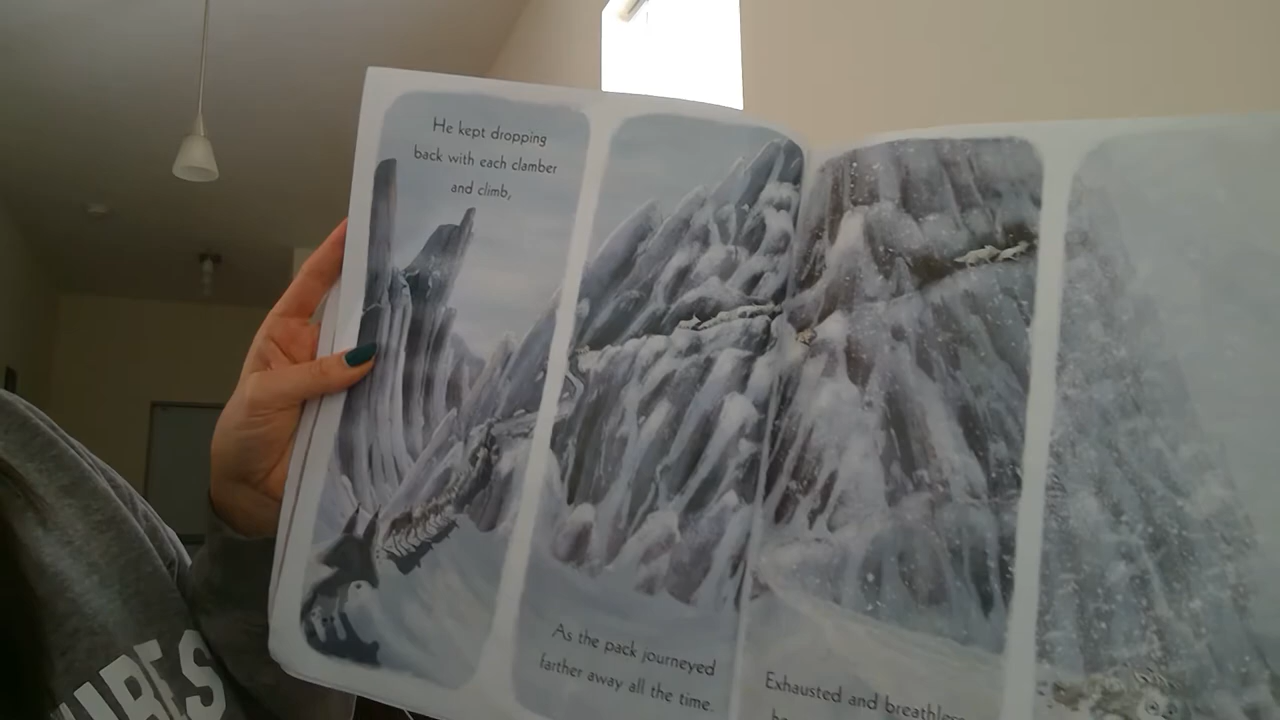 He kept dropping
back with each clamber
and climb,
As the pack journeyed
farther away all the time.
Exhausted and breathless